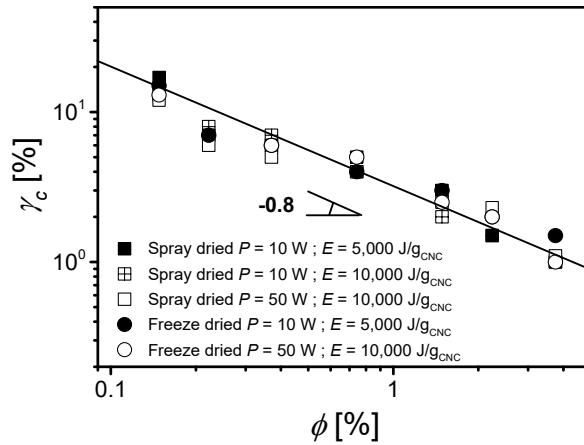 10¹
10⁰
γc [%]
-0.8
Spray dried P = 10 W ; E = 5,000 J/gCNC
Spray dried P = 10 W ; E = 10,000 J/gCNC
Spray dried P = 50 W ; E = 10,000 J/gCNC
Freeze dried P = 10 W ; E = 5,000 J/gCNC
Freeze dried P = 50 W ; E = 10,000 J/gCNC
0.1 1
ϕ [%]